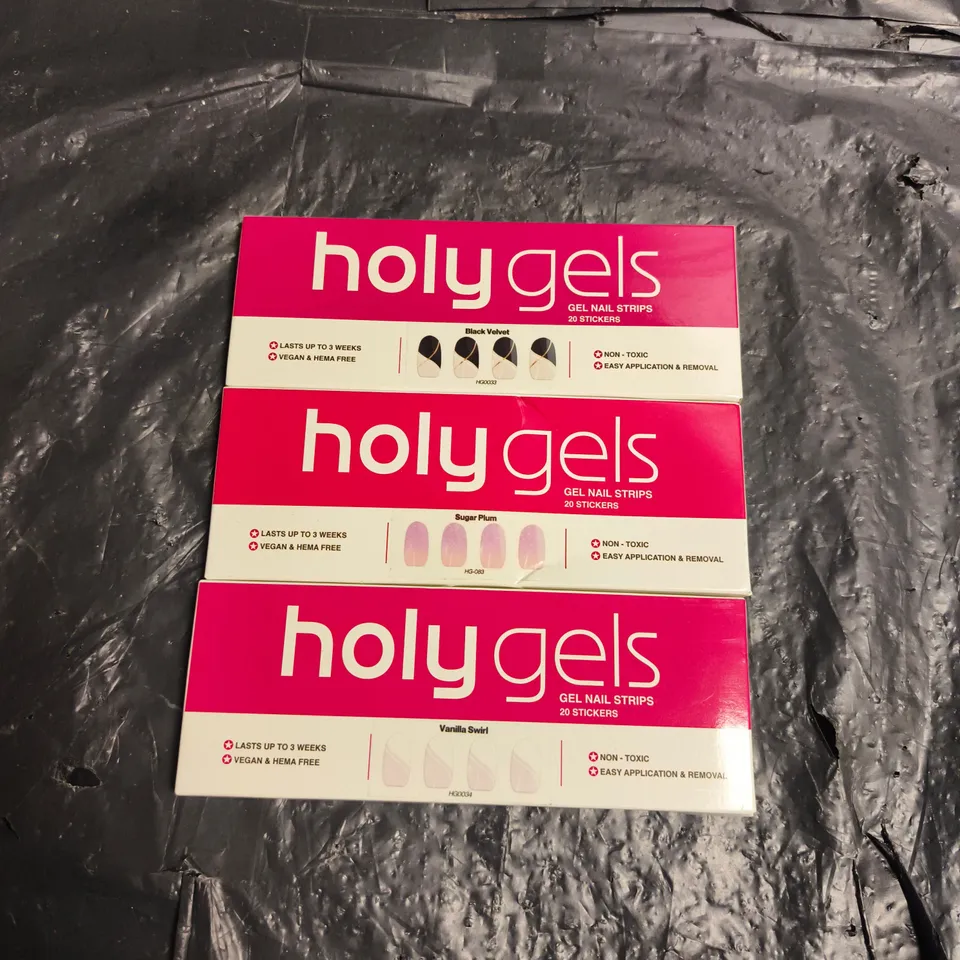 holy gels
GEL NAIL STRIPS
20 STICKERS
Black Velvet
LASTS UP TO 3 WEEKS
VEGAN & HEMA FREE
NON - TOXIC
EASY APPLICATION & REMOVAL
HG0033
holy gels
GEL NAIL STRIPS
20 STICKERS
Sugar Plum
LASTS UP TO 3 WEEKS
VEGAN & HEMA FREE
NON - TOXIC
EASY APPLICATION & REMOVAL
HG-083
holy gels
GEL NAIL STRIPS
20 STICKERS
Vanilla Swirl
LASTS UP TO 3 WEEKS
VEGAN & HEMA FREE
NON - TOXIC
EASY APPLICATION & REMOVAL
HG0034